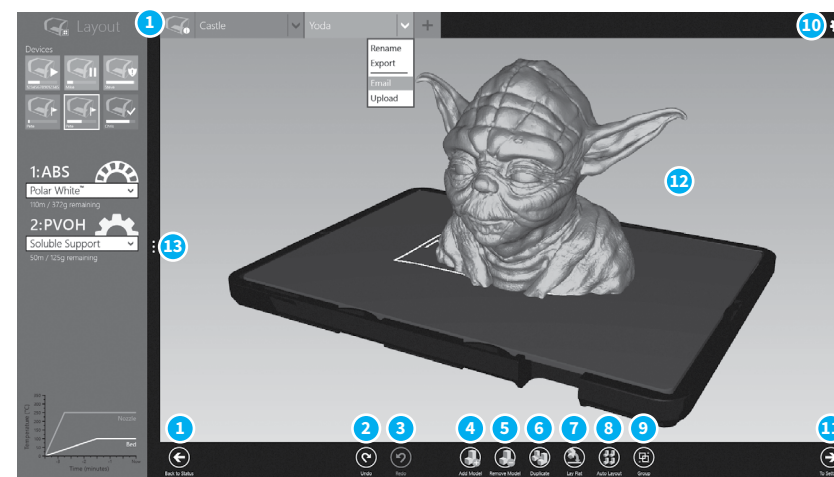 Layout
Devices
1
Castle
Yoda
10
Rename
Export
Email
Upload
12
1:ABS
Polar White™
110m / 377g remaining
2:PVOH
Soluble Support
50m / 125g remaining
13
Temperature (°C)
Nozzle
Bed
Time (minutes)
1
2
3
4
5
6
7
8
9
11
Back to Status
Undo
Redo
Add Model
Remove Model
Duplicate
Lay Flat
Auto Layout
Group